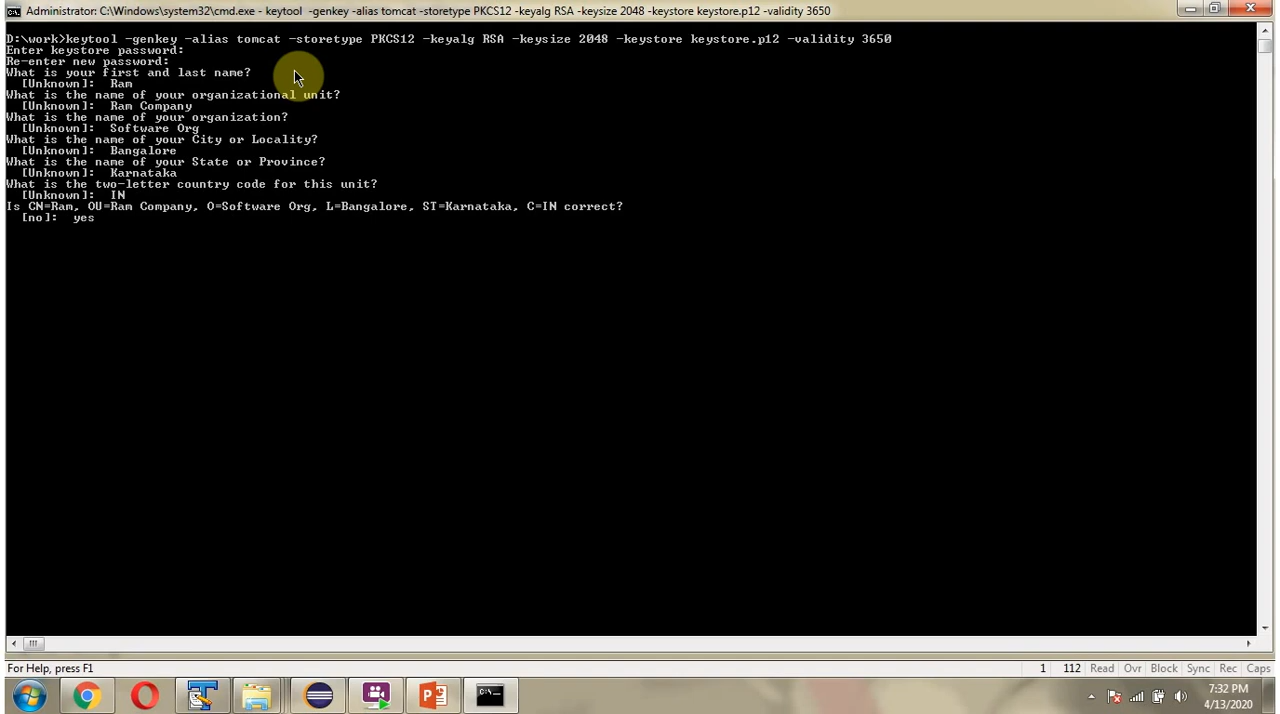 Administrator: C:\Windows\system32\cmd.exe - keytool  -genkey -alias tomcat -storetype PKCS12 -keyalg RSA -keysize 2048 -keystore keystore.p12 -validity 3650
D:\work>keytool -genkey -alias tomcat -storetype PKCS12 -keyalg RSA -keysize 2048 -keystore keystore.p12 -validity 3650
Enter keystore password:
Re-enter new password:
What is your first and last name?
[Unknown]:  Ram
What is the name of your organizational unit?
[Unknown]:  Ram Company
What is the name of your organization?
[Unknown]:  Software Org
What is the name of your City or Locality?
[Unknown]:  Bangalore
What is the name of your State or Province?
[Unknown]:  Karnataka
What is the two-letter country code for this unit?
[Unknown]:  IN
Is CN=Ram, OU=Ram Company, O=Software Org, L=Bangalore, ST=Karnataka, C=IN correct?
[no]:  yes
For Help, press F1
1 112 Read Ovr Block Sync Rec Caps
7:32 PM
4/13/2020